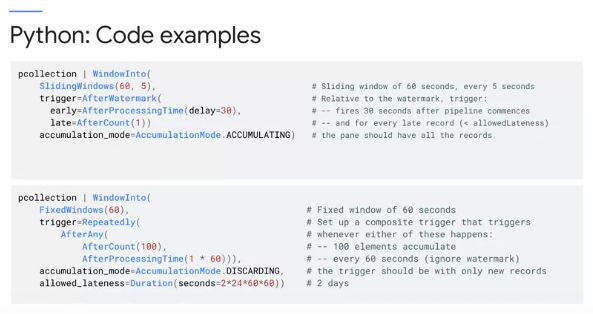 Python: Code examples
pcollection | WindowInto(
SlidingWindows(60, 5), # Sliding window of 60 seconds, every 5 seconds
trigger=AfterWatermark( # Relative to the watermark, trigger:
early=AfterProcessingTime(delay=30), # -- fires 30 seconds after pipeline commences
late=AfterCount(1)) # -- and for every late record (< allowedLateness)
accumulation_mode=AccumulationMode.ACCUMULATING) # the pane should have all the records
pcollection | WindowInto(
FixedWindows(60), # Fixed window of 60 seconds
trigger=Repeatedly( # Set up a composite trigger that triggers
AfterAny( # whenever either of these happens:
AfterCount(100), # -- 100 elements accumulate
AfterProcessingTime(1 * 60))), # -- every 60 seconds (ignore watermark)
accumulation_mode=AccumulationMode.DISCARDING, # the trigger should be with only new records
allowed_lateness=Duration(seconds=2*24*60*60)) # 2 days